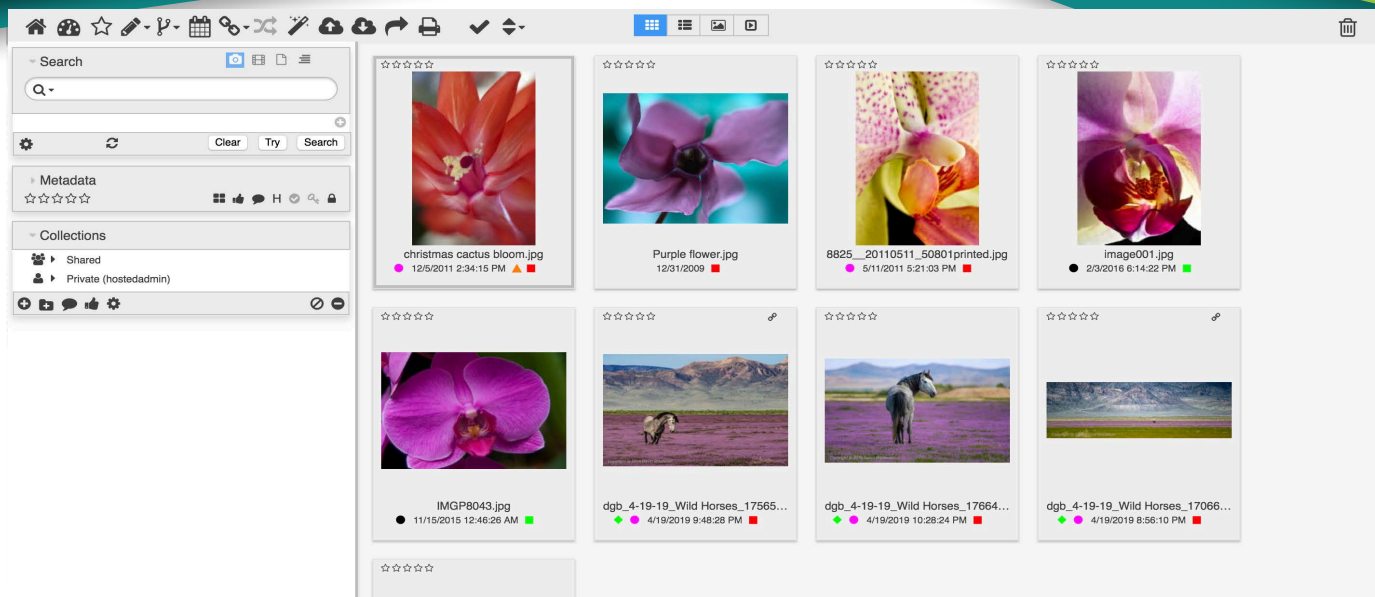 Search
Clear
Try
Search
Metadata
H
Collections
Shared
Private (hostedadmin)
christmas cactus bloom.jpg
12/5/2011 2:34:15 PM
Purple flower.jpg
12/31/2009
8825__20110511_50801printed.jpg
5/11/2011 5:21:03 PM
image001.jpg
2/3/2016 6:14:22 PM
IMGP8043.jpg
11/15/2015 12:46:26 AM
dgb_4-19-19_Wild Horses_17565...
4/19/2019 9:48:28 PM
dgb_4-19-19_Wild Horses_17664...
4/19/2019 10:28:24 PM
dgb_4-19-19_Wild Horses_17066...
4/19/2019 8:56:10 PM